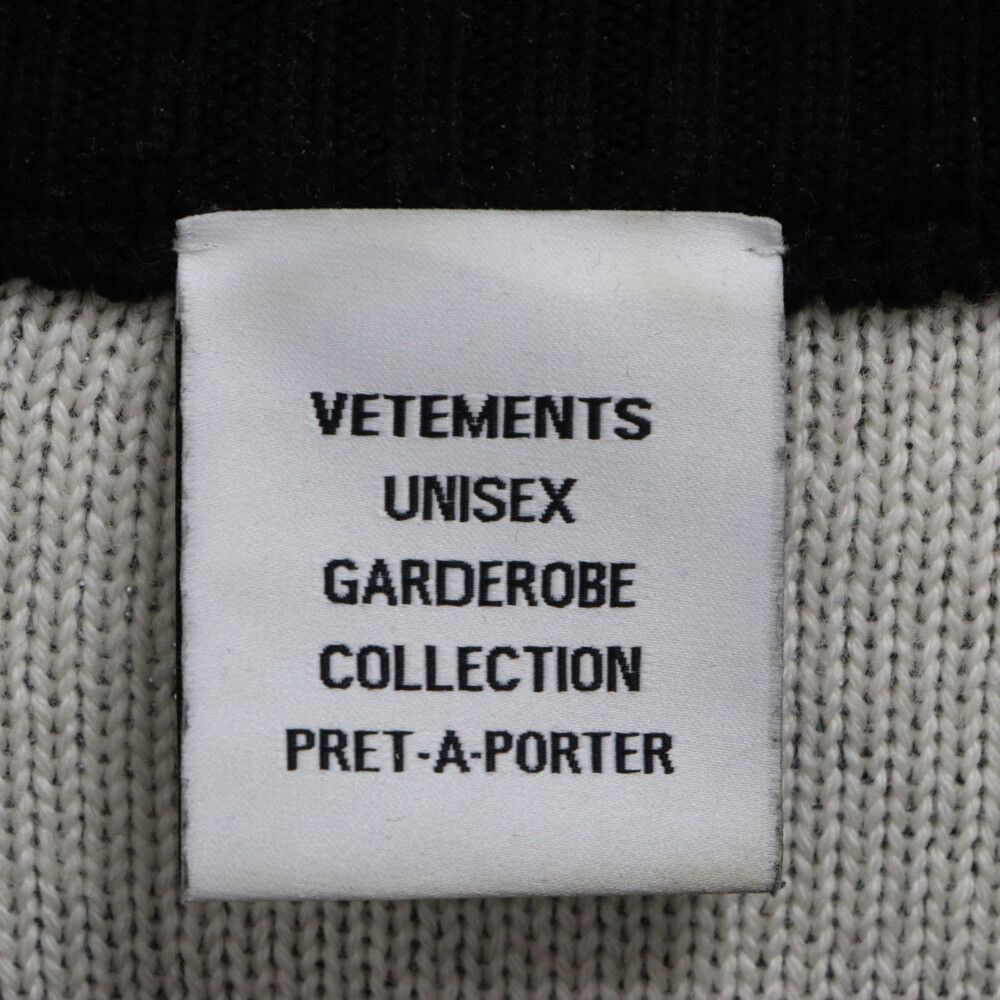 VETEMENTS
UNISEX
GARDEROBE
COLLECTION
PRET-A-PORTER